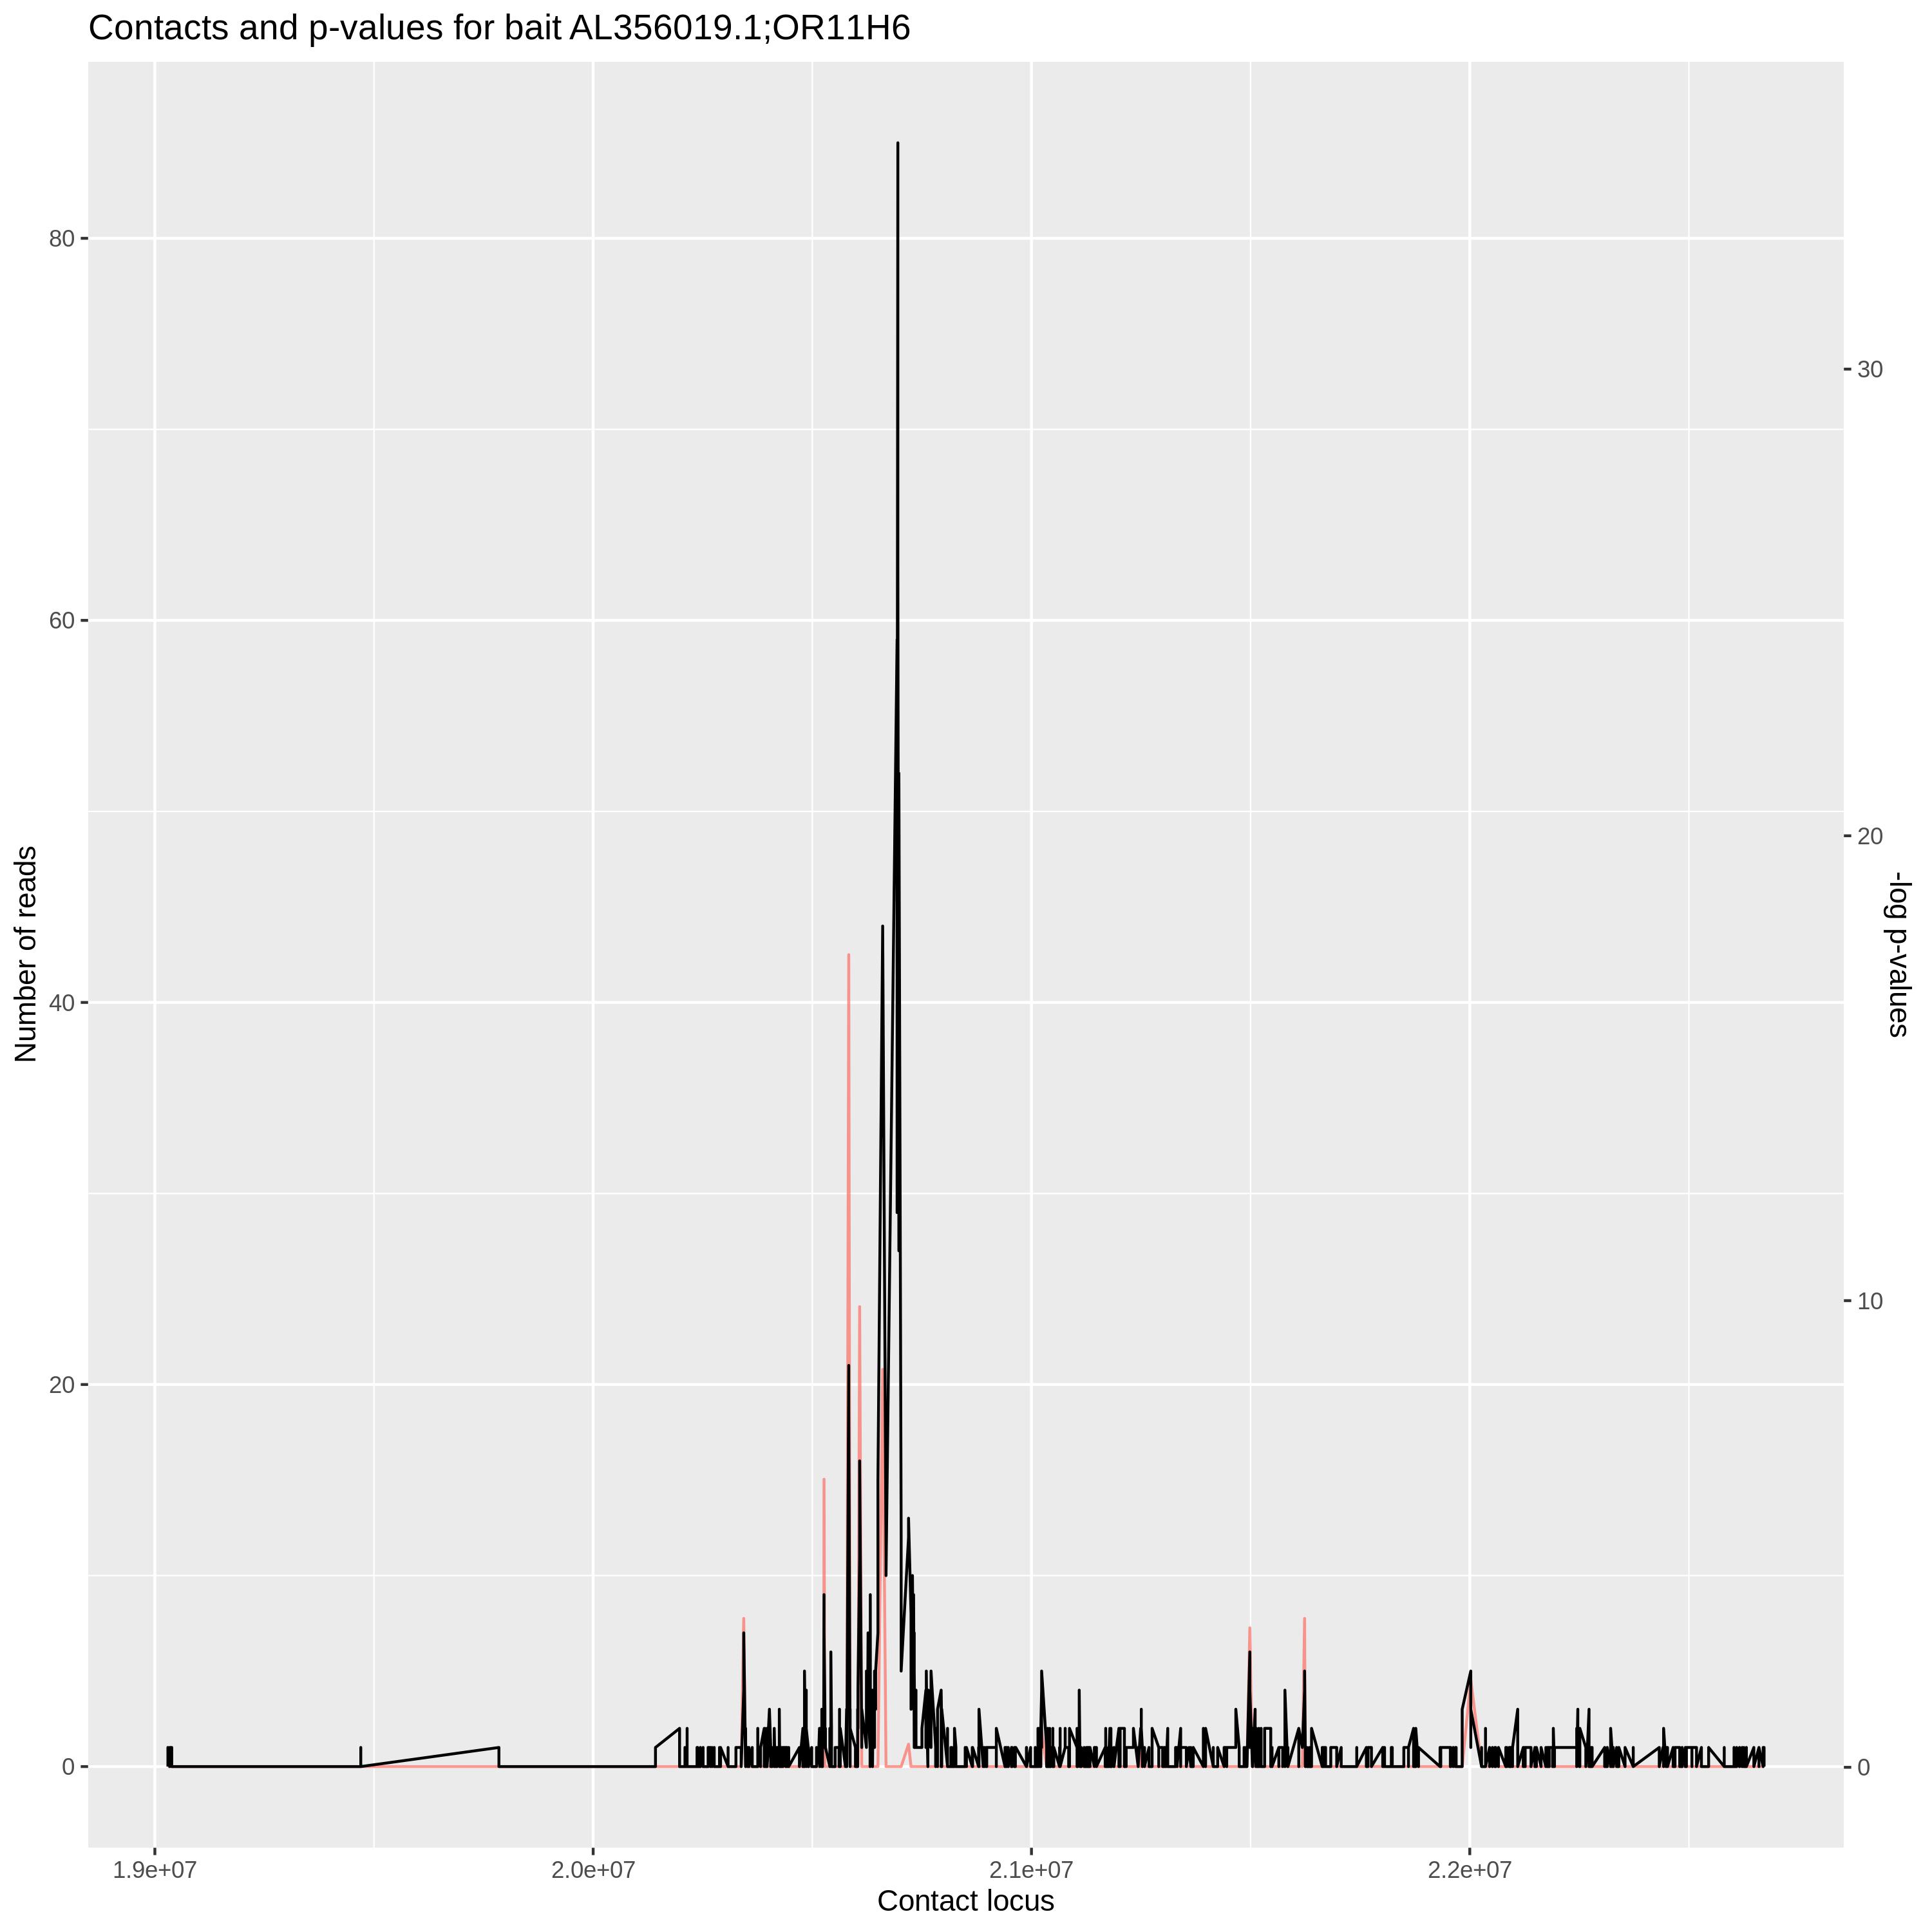 Contacts and p-values for bait AL356019.1;OR11H6
80
60
40
20
0
30
20
10
0
Number of reads
-log p-values
1.9e+07
2.0e+07
2.1e+07
2.2e+07
Contact locus